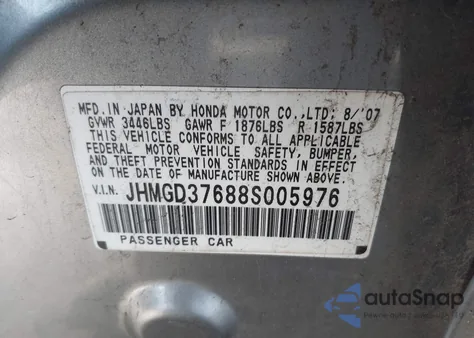 MFD.IN JAPAN BY HONDA MOTOR CO.,LTD: 8/'07
GVWR 3446LBS GAWR F 1876LBS R 1587LBS
THIS VEHICLE CONFORMS TO ALL APPLICABLE
FEDERAL MOTOR VEHICLE SAFETY, BUMPER,
AND THEFT PREVENTION STANDARDS IN EFFECT
ON THE DATE OF MANUFACTURE SHOWN ABOVE.
V.I.N. JHMGD37688S005976
PASSENGER CAR
autoSnap